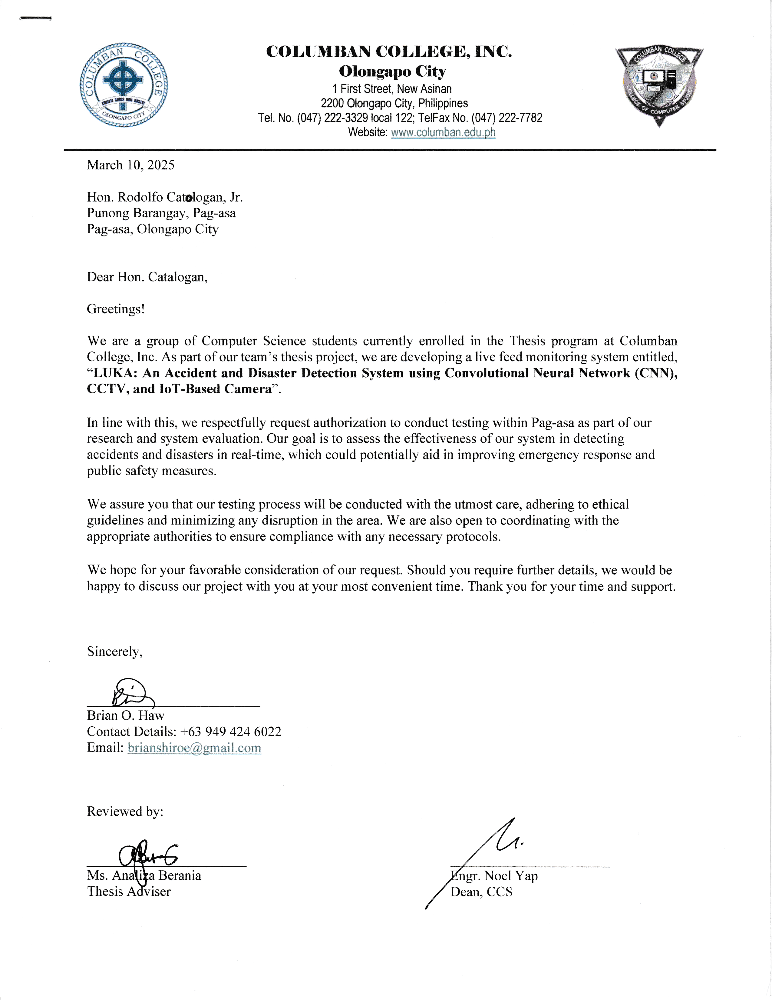 COLUMBAN COLLEGE
CHRISTI SIMUS NON NOSTRI
OLONGAPO CITY
COLUMBAN COLLEGE, INC.
Olongapo City
1 First Street, New Asinan
2200 Olongapo City, Philippines
Tel. No. (047) 222-3329 local 122; TelFax No. (047) 222-7782
Website: www.columban.edu.ph
COLUMBAN COLLEGE
COLLEGE OF COMPUTER STUDIES
March 10, 2025
Hon. Rodolfo Catalogan, Jr.
Punong Barangay, Pag-asa
Pag-asa, Olongapo City
Dear Hon. Catalogan,
Greetings!
We are a group of Computer Science students currently enrolled in the Thesis program at Columban
College, Inc. As part of our team’s thesis project, we are developing a live feed monitoring system entitled,
“LUKA: An Accident and Disaster Detection System using Convolutional Neural Network (CNN),
CCTV, and IoT-Based Camera”.
In line with this, we respectfully request authorization to conduct testing within Pag-asa as part of our
research and system evaluation. Our goal is to assess the effectiveness of our system in detecting
accidents and disasters in real-time, which could potentially aid in improving emergency response and
public safety measures.
We assure you that our testing process will be conducted with the utmost care, adhering to ethical
guidelines and minimizing any disruption in the area. We are also open to coordinating with the
appropriate authorities to ensure compliance with any necessary protocols.
We hope for your favorable consideration of our request. Should you require further details, we would be
happy to discuss our project with you at your most convenient time. Thank you for your time and support.
Sincerely,
Brian O. Haw
Contact Details: +63 949 424 6022
Email: brianshiroe@gmail.com
Reviewed by:
Ms. Analiza Berania
Thesis Adviser
Engr. Noel Yap
Dean, CCS